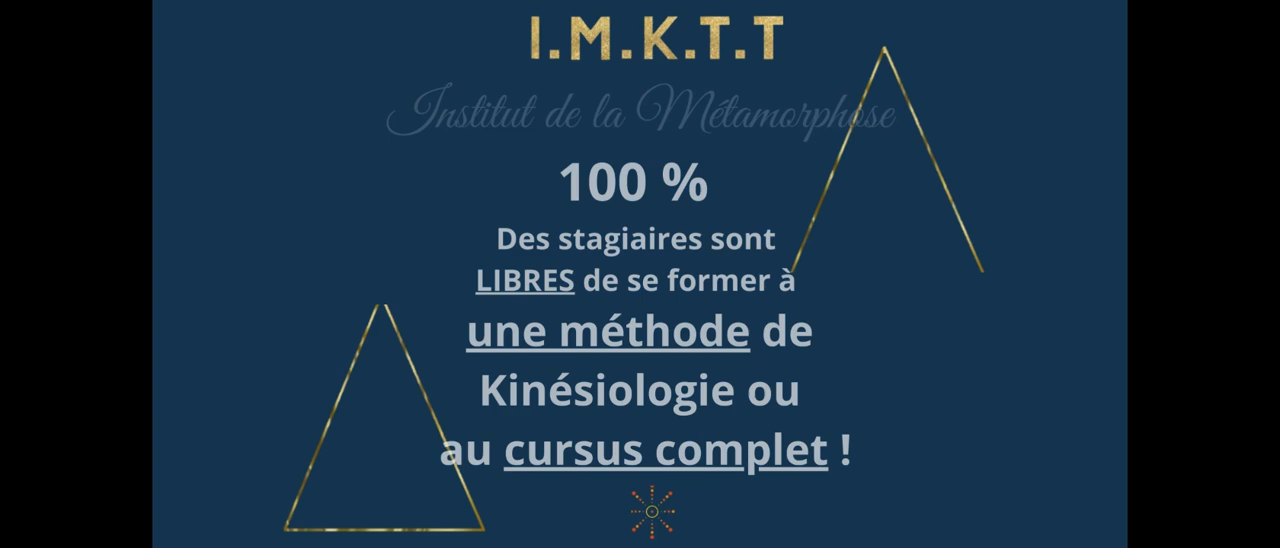 I.M.K.T.T
Institut de la Métamorphose
100 %
Des stagiaires sont
LIBRES de se former à
une méthode de
Kinésiologie ou
au cursus complet !